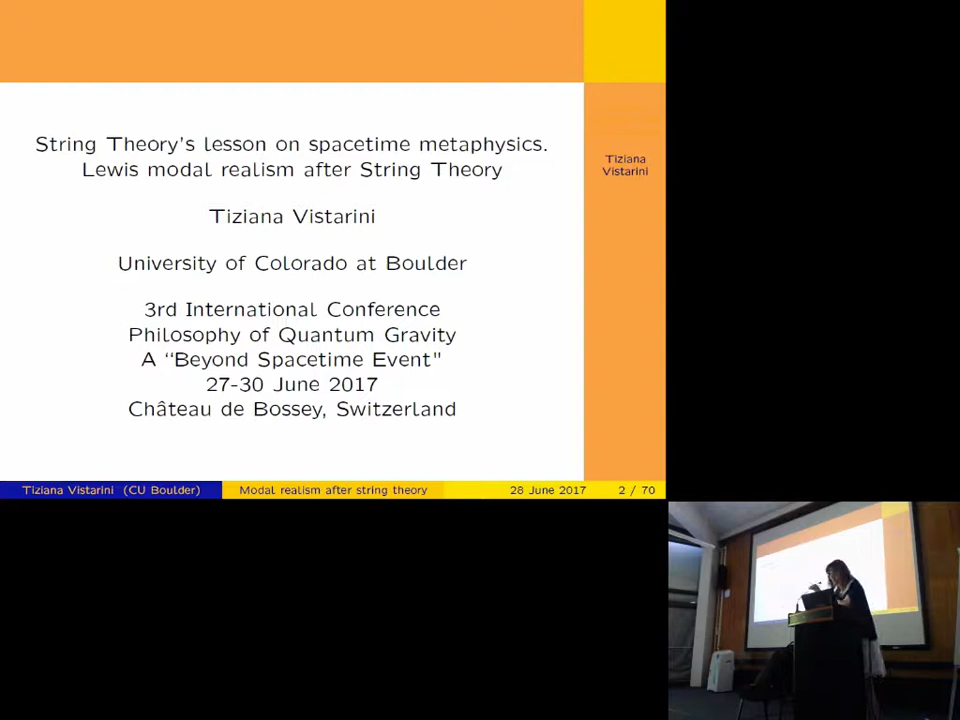 String Theory's lesson on spacetime metaphysics.
Lewis modal realism after String Theory
Tiziana Vistarini
University of Colorado at Boulder
3rd International Conference
Philosophy of Quantum Gravity
A “Beyond Spacetime Event"
27-30 June 2017
Château de Bossey, Switzerland
Tiziana
Vistarini
Tiziana Vistarini (CU Boulder)
Modal realism after string theory
28 June 2017
2 / 70